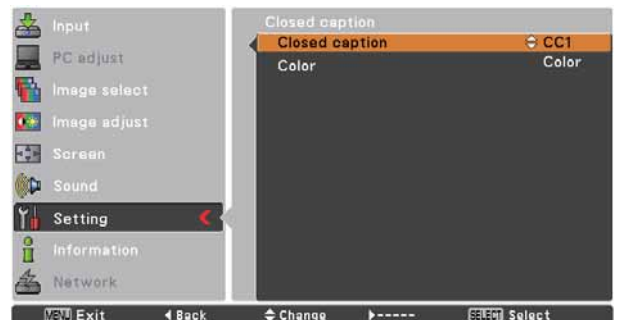 Input
PC adjust
Image select
Image adjust
Screen
Sound
Setting
Information
Network
Closed caption
Closed caption CC1
Color Color
MENU Exit Back Change ----- SELECT Select